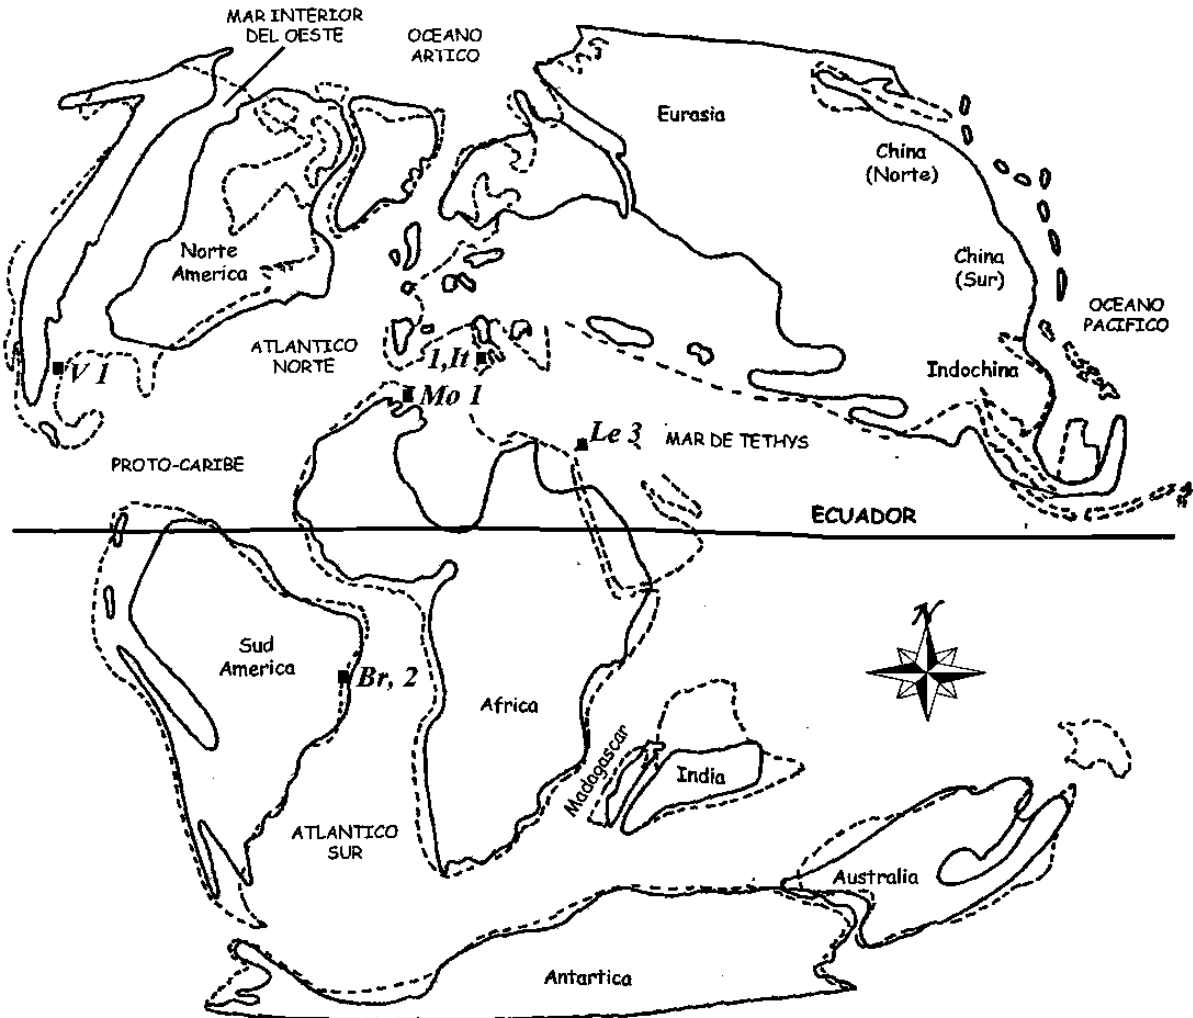 MAR INTERIOR
DEL OESTE
OCEANO
ARTICO
Eurasia
China
(Norte)
Norte
America
China
(Sur)
OCEANO
PACIFICO
ATLANTICO
NORTE
1,It
V 1
Indochina
Mo 1
Le 3
MAR DE TETHYS
PROTO-CARIBE
ECUADOR
N
Sud
America
Br, 2
Africa
Madagascar
India
ATLANTICO
SUR
Australia
Antartica